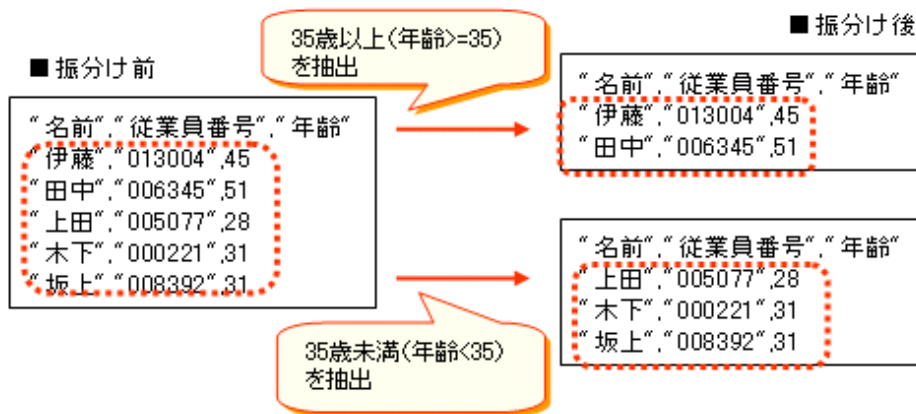 35歳以上(年齢>=35)
を抽出
■ 振分け後
■ 振分け前
"名前","従業員番号","年齢"
"伊藤","013004",45
"田中","006345",51
"上田","005077",28
"木下","000221",31
"坂上","008392",31
"名前","従業員番号","年齢"
"伊藤","013004",45
"田中","006345",51
"名前","従業員番号","年齢"
"上田","005077",28
"木下","000221",31
"坂上","008392",31
35歳未満(年齢<35)
を抽出